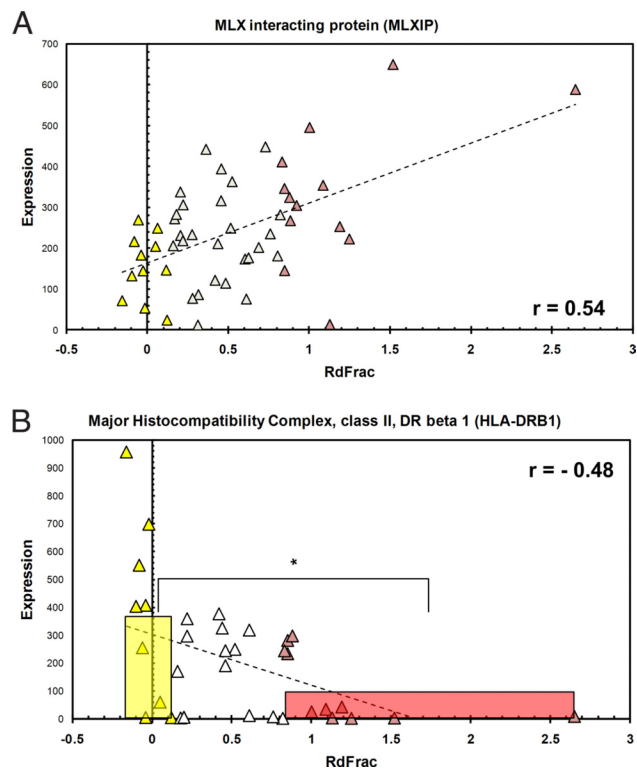 A
MLX interacting protein (MLXIP)
700
600
500
400
300
200
100
0
Expression
-0.5 0 0.5 1 1.5 2 2.5 3
RdFrac
r = 0.54
B
Major Histocompatibility Complex, class II, DR beta 1 (HLA-DRB1)
1000
900
800
700
600
500
400
300
200
100
0
Expression
r = - 0.48
*
-0.5 0 0.5 1 1.5 2 2.5 3
RdFrac